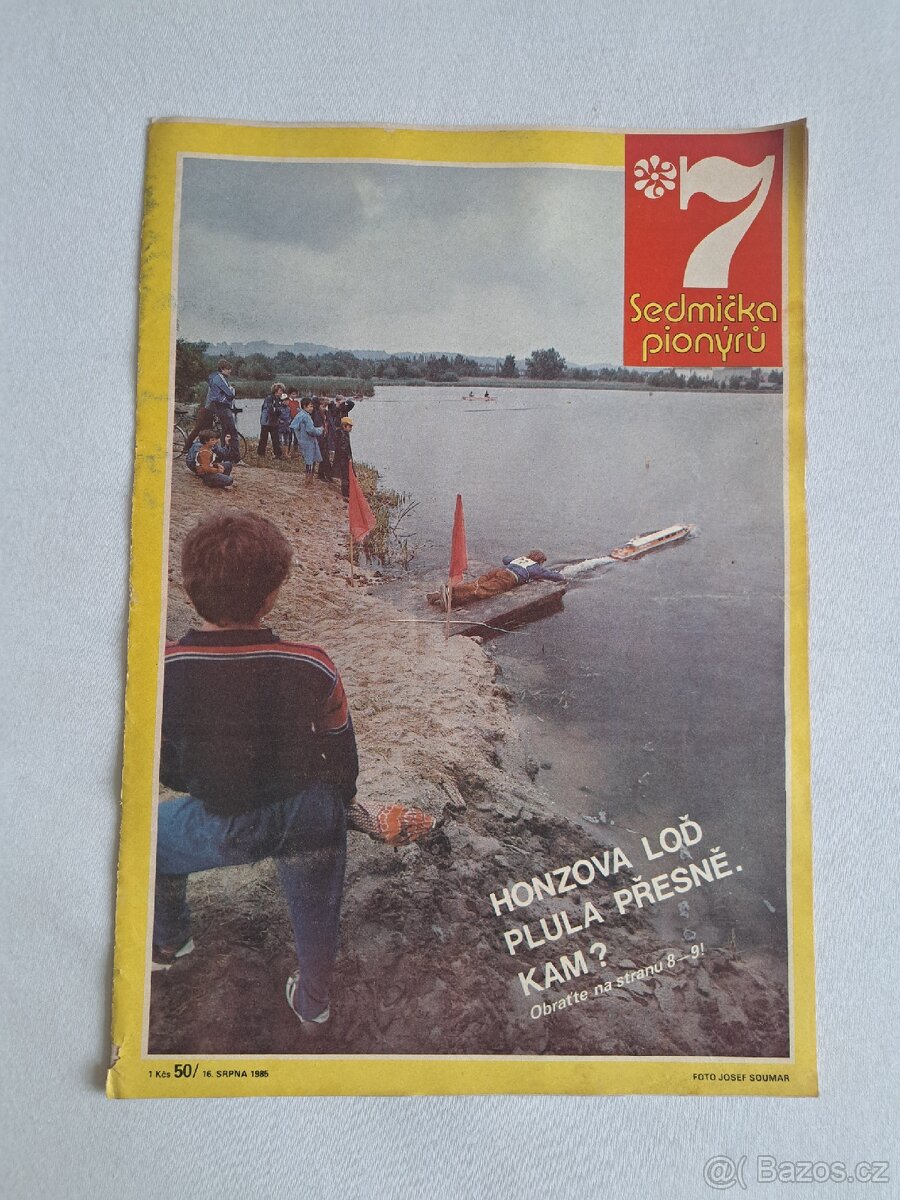 7
Sedmička
pionýrů
HONZOVA LOĎ
PLULA PŘESNĚ.
KAM?
Obraťte na stranu 8—9!
1 Kčs 50/ 16. SRPNA 1985
FOTO JOSEF SOUMAR
@ Bazos.cz